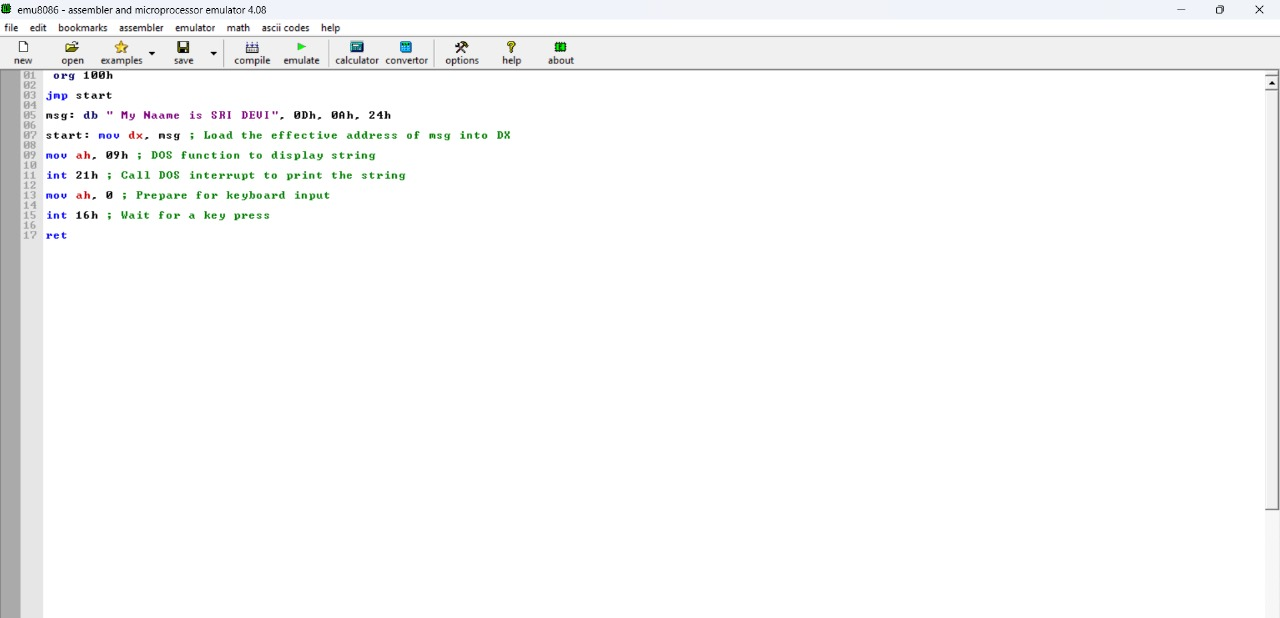 emu8086 - assembler and microprocessor emulator 4.08
file edit bookmarks assembler emulator math ascii codes help
new open examples save compile emulate calculator convertor options help about
01 org 100h
02
03 jmp start
04
05 msg: db " My Naame is SRI DEVI", 0Dh, 0Ah, 24h
06
07 start: mov dx, msg ; Load the effective address of msg into DX
08
09 mov ah, 09h ; DOS function to display string
10
11 int 21h ; Call DOS interrupt to print the string
12
13 mov ah, 0 ; Prepare for keyboard input
14
15 int 16h ; Wait for a key press
16
17 ret